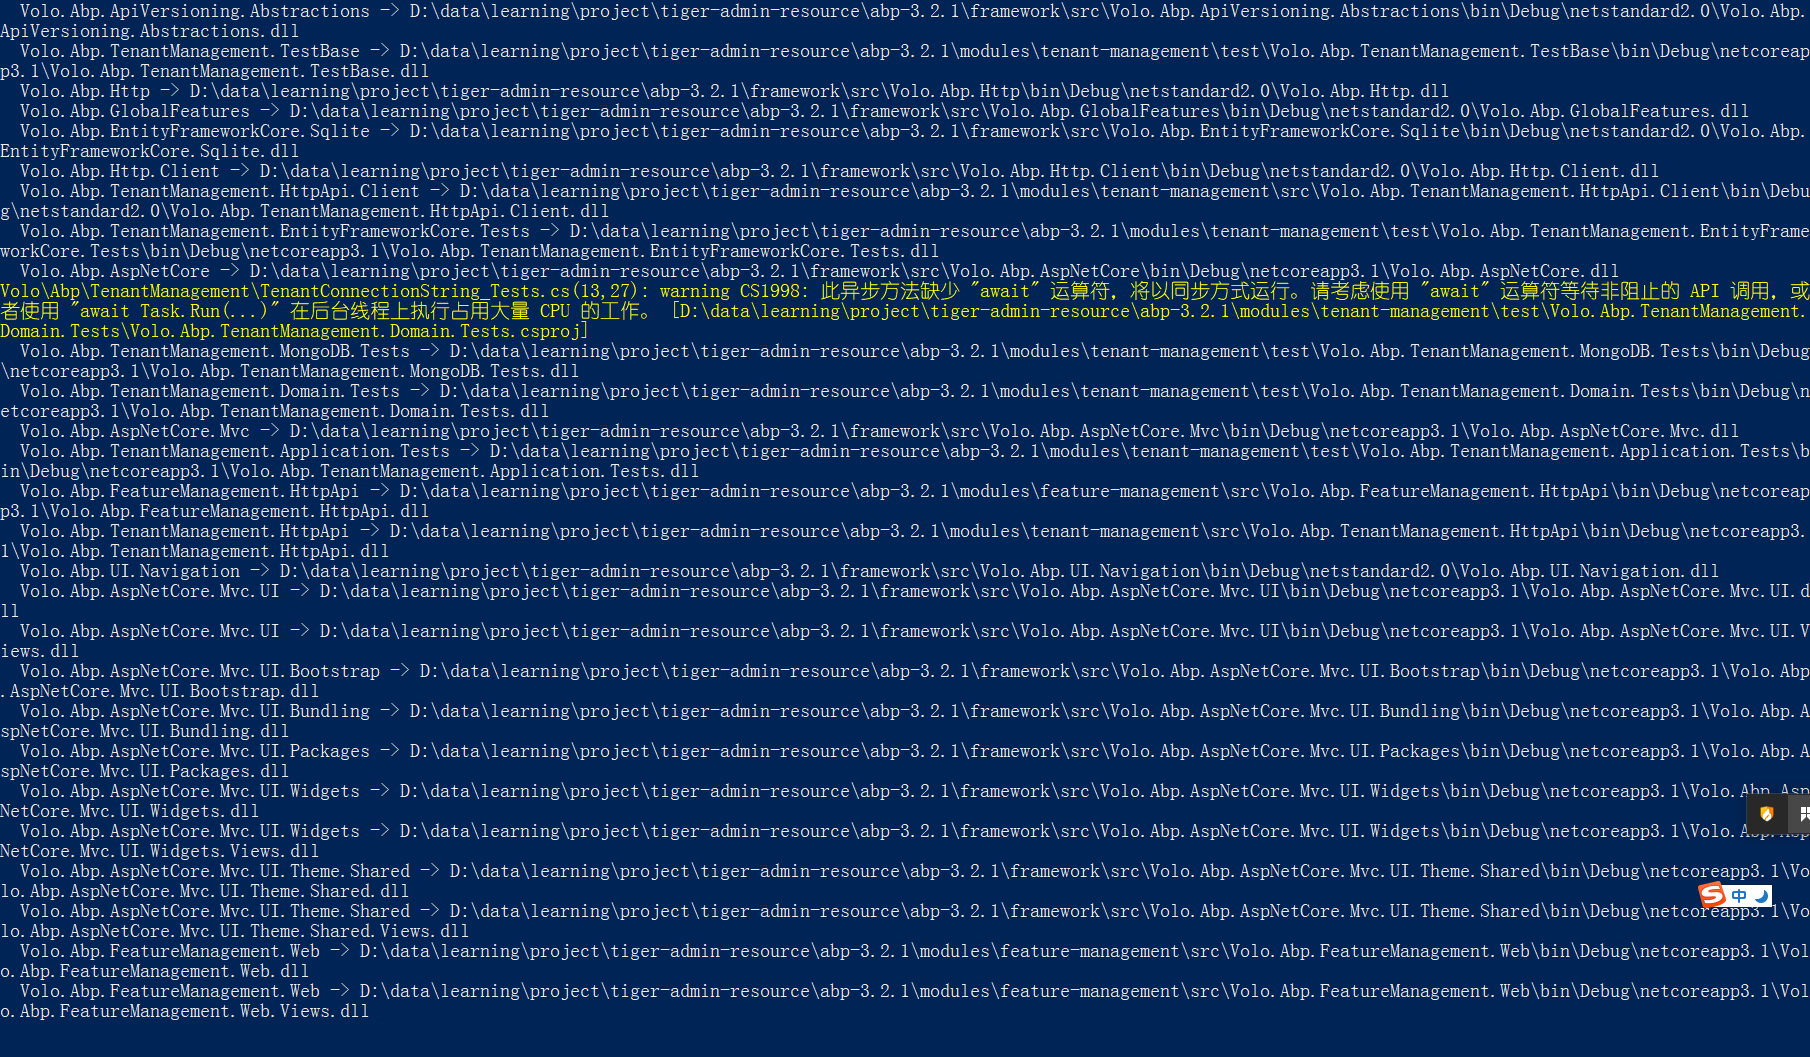 Volo.Abp.ApiVersioning.Abstractions -> D:\data\learning\project\tiger-admin-resource\abp-3.2.1\framework\src\Volo.Abp.ApiVersioning.Abstractions\bin\Debug\netstandard2.0\Volo.Abp.
ApiVersioning.Abstractions.dll
  Volo.Abp.TenantManagement.TestBase -> D:\data\learning\project\tiger-admin-resource\abp-3.2.1\modules\tenant-management\test\Volo.Abp.TenantManagement.TestBase\bin\Debug\netcoreap
p3.1\Volo.Abp.TenantManagement.TestBase.dll
  Volo.Abp.Http -> D:\data\learning\project\tiger-admin-resource\abp-3.2.1\framework\src\Volo.Abp.Http\bin\Debug\netstandard2.0\Volo.Abp.Http.dll
  Volo.Abp.GlobalFeatures -> D:\data\learning\project\tiger-admin-resource\abp-3.2.1\framework\src\Volo.Abp.GlobalFeatures\bin\Debug\netstandard2.0\Volo.Abp.GlobalFeatures.dll
  Volo.Abp.EntityFrameworkCore.Sqlite -> D:\data\learning\project\tiger-admin-resource\abp-3.2.1\framework\src\Volo.Abp.EntityFrameworkCore.Sqlite\bin\Debug\netstandard2.0\Volo.Abp.
EntityFrameworkCore.Sqlite.dll
  Volo.Abp.Http.Client -> D:\data\learning\project\tiger-admin-resource\abp-3.2.1\framework\src\Volo.Abp.Http.Client\bin\Debug\netstandard2.0\Volo.Abp.Http.Client.dll
  Volo.Abp.TenantManagement.HttpApi.Client -> D:\data\learning\project\tiger-admin-resource\abp-3.2.1\modules\tenant-management\src\Volo.Abp.TenantManagement.HttpApi.Client\bin\Debu
g\netstandard2.0\Volo.Abp.TenantManagement.HttpApi.Client.dll
  Volo.Abp.TenantManagement.EntityFrameworkCore.Tests -> D:\data\learning\project\tiger-admin-resource\abp-3.2.1\modules\tenant-management\test\Volo.Abp.TenantManagement.EntityFrame
workCore.Tests\bin\Debug\netcoreapp3.1\Volo.Abp.TenantManagement.EntityFrameworkCore.Tests.dll
  Volo.Abp.AspNetCore -> D:\data\learning\project\tiger-admin-resource\abp-3.2.1\framework\src\Volo.Abp.AspNetCore\bin\Debug\netcoreapp3.1\Volo.Abp.AspNetCore.dll
Volo\Abp\TenantManagement\TenantConnectionString_Tests.cs(13,27): warning CS1998: 此异步方法缺少 "await" 运算符，将以同步方式运行。请考虑使用 "await" 运算符等待非阻止的 API 调用，或
者使用 "await Task.Run(...)" 在后台线程上执行占用大量 CPU 的工作。 [D:\data\learning\project\tiger-admin-resource\abp-3.2.1\modules\tenant-management\test\Volo.Abp.TenantManagement.
Domain.Tests\Volo.Abp.TenantManagement.Domain.Tests.csproj]
  Volo.Abp.TenantManagement.MongoDB.Tests -> D:\data\learning\project\tiger-admin-resource\abp-3.2.1\modules\tenant-management\test\Volo.Abp.TenantManagement.MongoDB.Tests\bin\Debug
\netcoreapp3.1\Volo.Abp.TenantManagement.MongoDB.Tests.dll
  Volo.Abp.TenantManagement.Domain.Tests -> D:\data\learning\project\tiger-admin-resource\abp-3.2.1\modules\tenant-management\test\Volo.Abp.TenantManagement.Domain.Tests\bin\Debug\n
etcoreapp3.1\Volo.Abp.TenantManagement.Domain.Tests.dll
  Volo.Abp.AspNetCore.Mvc -> D:\data\learning\project\tiger-admin-resource\abp-3.2.1\framework\src\Volo.Abp.AspNetCore.Mvc\bin\Debug\netcoreapp3.1\Volo.Abp.AspNetCore.Mvc.dll
  Volo.Abp.TenantManagement.Application.Tests -> D:\data\learning\project\tiger-admin-resource\abp-3.2.1\modules\tenant-management\test\Volo.Abp.TenantManagement.Application.Tests\b
in\Debug\netcoreapp3.1\Volo.Abp.TenantManagement.Application.Tests.dll
  Volo.Abp.FeatureManagement.HttpApi -> D:\data\learning\project\tiger-admin-resource\abp-3.2.1\modules\feature-management\src\Volo.Abp.FeatureManagement.HttpApi\bin\Debug\netcoreap
p3.1\Volo.Abp.FeatureManagement.HttpApi.dll
  Volo.Abp.TenantManagement.HttpApi -> D:\data\learning\project\tiger-admin-resource\abp-3.2.1\modules\tenant-management\src\Volo.Abp.TenantManagement.HttpApi\bin\Debug\netcoreapp3.
1\Volo.Abp.TenantManagement.HttpApi.dll
  Volo.Abp.UI.Navigation -> D:\data\learning\project\tiger-admin-resource\abp-3.2.1\framework\src\Volo.Abp.UI.Navigation\bin\Debug\netstandard2.0\Volo.Abp.UI.Navigation.dll
  Volo.Abp.AspNetCore.Mvc.UI -> D:\data\learning\project\tiger-admin-resource\abp-3.2.1\framework\src\Volo.Abp.AspNetCore.Mvc.UI\bin\Debug\netcoreapp3.1\Volo.Abp.AspNetCore.Mvc.UI.d
ll
  Volo.Abp.AspNetCore.Mvc.UI -> D:\data\learning\project\tiger-admin-resource\abp-3.2.1\framework\src\Volo.Abp.AspNetCore.Mvc.UI\bin\Debug\netcoreapp3.1\Volo.Abp.AspNetCore.Mvc.UI.V
iews.dll
  Volo.Abp.AspNetCore.Mvc.UI.Bootstrap -> D:\data\learning\project\tiger-admin-resource\abp-3.2.1\framework\src\Volo.Abp.AspNetCore.Mvc.UI.Bootstrap\bin\Debug\netcoreapp3.1\Volo.Abp
.AspNetCore.Mvc.UI.Bootstrap.dll
  Volo.Abp.AspNetCore.Mvc.UI.Bundling -> D:\data\learning\project\tiger-admin-resource\abp-3.2.1\framework\src\Volo.Abp.AspNetCore.Mvc.UI.Bundling\bin\Debug\netcoreapp3.1\Volo.Abp.A
spNetCore.Mvc.UI.Bundling.dll
  Volo.Abp.AspNetCore.Mvc.UI.Packages -> D:\data\learning\project\tiger-admin-resource\abp-3.2.1\framework\src\Volo.Abp.AspNetCore.Mvc.UI.Packages\bin\Debug\netcoreapp3.1\Volo.Abp.A
spNetCore.Mvc.UI.Packages.dll
  Volo.Abp.AspNetCore.Mvc.UI.Widgets -> D:\data\learning\project\tiger-admin-resource\abp-3.2.1\framework\src\Volo.Abp.AspNetCore.Mvc.UI.Widgets\bin\Debug\netcoreapp3.1\Volo.Abp.Asp
NetCore.Mvc.UI.Widgets.dll
  Volo.Abp.AspNetCore.Mvc.UI.Widgets -> D:\data\learning\project\tiger-admin-resource\abp-3.2.1\framework\src\Volo.Abp.AspNetCore.Mvc.UI.Widgets\bin\Debug\netcoreapp3.1\Volo.Abp.Asp
NetCore.Mvc.UI.Widgets.Views.dll
  Volo.Abp.AspNetCore.Mvc.UI.Theme.Shared -> D:\data\learning\project\tiger-admin-resource\abp-3.2.1\framework\src\Volo.Abp.AspNetCore.Mvc.UI.Theme.Shared\bin\Debug\netcoreapp3.1\Vo
lo.Abp.AspNetCore.Mvc.UI.Theme.Shared.dll
中
  Volo.Abp.AspNetCore.Mvc.UI.Theme.Shared -> D:\data\learning\project\tiger-admin-resource\abp-3.2.1\framework\src\Volo.Abp.AspNetCore.Mvc.UI.Theme.Shared\bin\Debug\netcoreapp3.1\Vo
lo.Abp.AspNetCore.Mvc.UI.Theme.Shared.Views.dll
  Volo.Abp.FeatureManagement.Web -> D:\data\learning\project\tiger-admin-resource\abp-3.2.1\modules\feature-management\src\Volo.Abp.FeatureManagement.Web\bin\Debug\netcoreapp3.1\Vol
o.Abp.FeatureManagement.Web.dll
  Volo.Abp.FeatureManagement.Web -> D:\data\learning\project\tiger-admin-resource\abp-3.2.1\modules\feature-management\src\Volo.Abp.FeatureManagement.Web\bin\Debug\netcoreapp3.1\Vol
o.Abp.FeatureManagement.Web.Views.dll